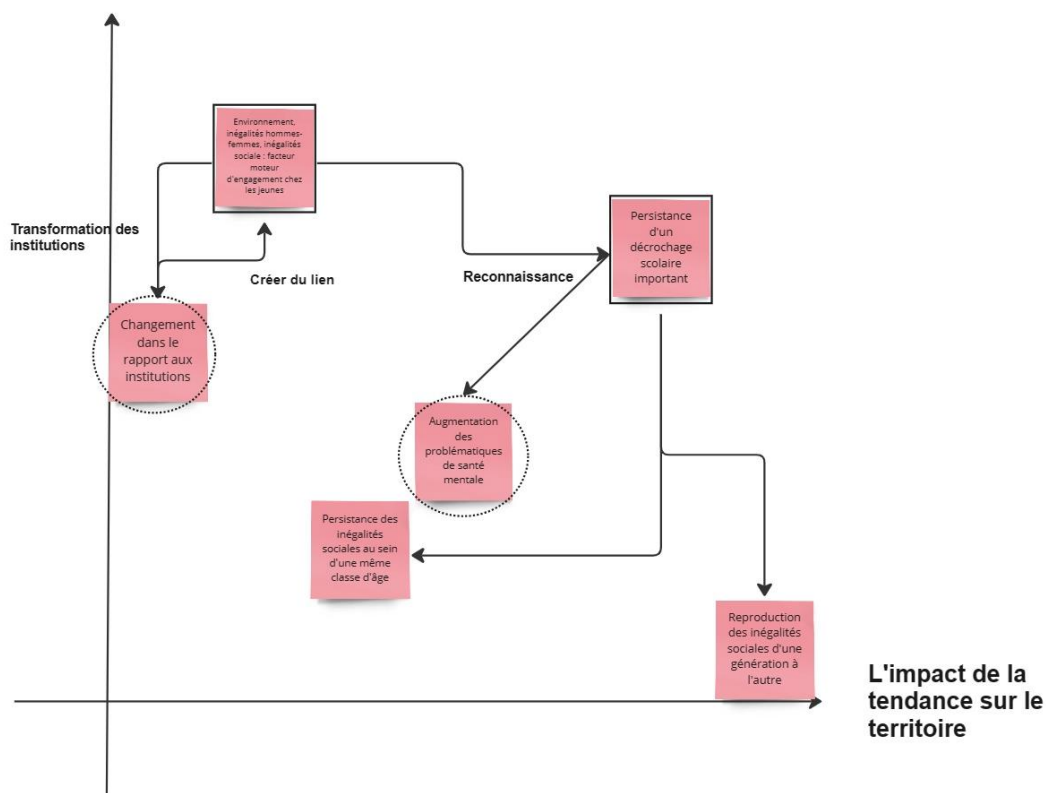 Environnement,
inégalités hommes-
femmes, inégalités
sociale : facteur
moteur
d'engagement chez
les jeunes
Transformation des
institutions
Créer du lien
Reconnaissance
Persistance
d'un
décrochage
scolaire
important
Changement
dans le
rapport aux
institutions
Augmentation
des
problématiques
de santé
mentale
Persistance des
inégalités
sociales au sein
d'une même
classe d'âge
Reproduction
des inégalités
sociales d'une
génération à
l'autre
L'impact de la
tendance sur le
territoire